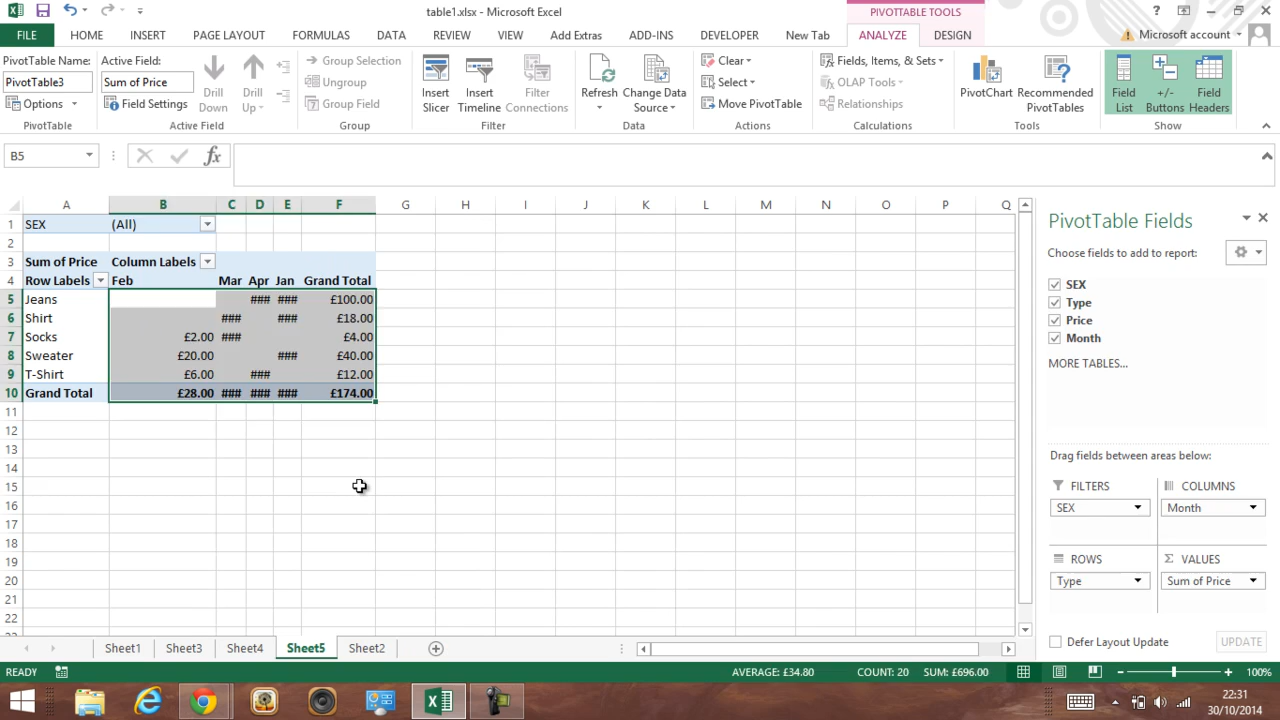 table1.xlsx - Microsoft Excel
PIVOTTABLE TOOLS
?
FILE HOME INSERT PAGE LAYOUT FORMULAS DATA REVIEW VIEW Add Extras ADD-INS DEVELOPER New Tab ANALYZE DESIGN Microsoft account
PivotTable Name:
PivotTable3
Options
PivotTable
Active Field:
Sum of Price
Field Settings
Drill Down
Drill Up
Active Field
Group Selection
Ungroup
Group Field
Group
Insert Slicer
Insert Timeline
Filter Connections
Filter
Refresh
Change Data Source
Data
Clear
Select
Move PivotTable
Actions
Fields, Items, & Sets
OLAP Tools
Relationships
Calculations
PivotChart
Recommended PivotTables
Tools
Field List
+/- Buttons
Field Headers
Show
B5
fx
A B C D E F G H I J K L M N O P Q
1 SEX (All)
2
3 Sum of Price Column Labels
4 Row Labels Feb Mar Apr Jan Grand Total
5 Jeans ### ### £100.00
6 Shirt ### ### £18.00
7 Socks £2.00 ### £4.00
8 Sweater £20.00 ### £40.00
9 T-Shirt £6.00 ### £12.00
10 Grand Total £28.00 ### ### ### £174.00
11
12
13
14
15
16
17
18
19
20
21
22
PivotTable Fields
Choose fields to add to report:
SEX
Type
Price
Month
MORE TABLES...
Drag fields between areas below:
FILTERS
SEX
COLUMNS
Month
ROWS
Type
Σ VALUES
Sum of Price
Defer Layout Update
UPDATE
Sheet1 Sheet3 Sheet4 Sheet5 Sheet2
READY AVERAGE: £34.80 COUNT: 20 SUM: £696.00 100%
22:31
30/10/2014